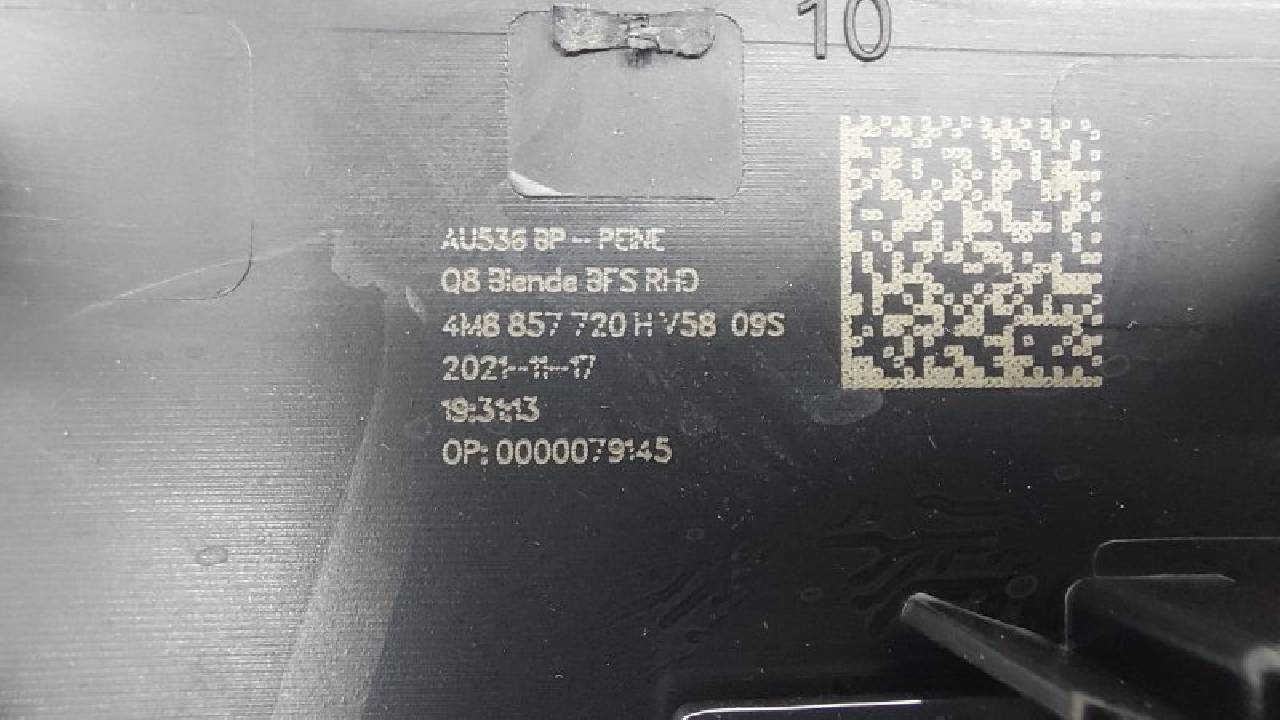 10
AU536 BP - PEINE
Q8 Blende BFS RHD
4M8 857 720 H V58 09S
2021-11-17
19:31:13
OP: 0000079145